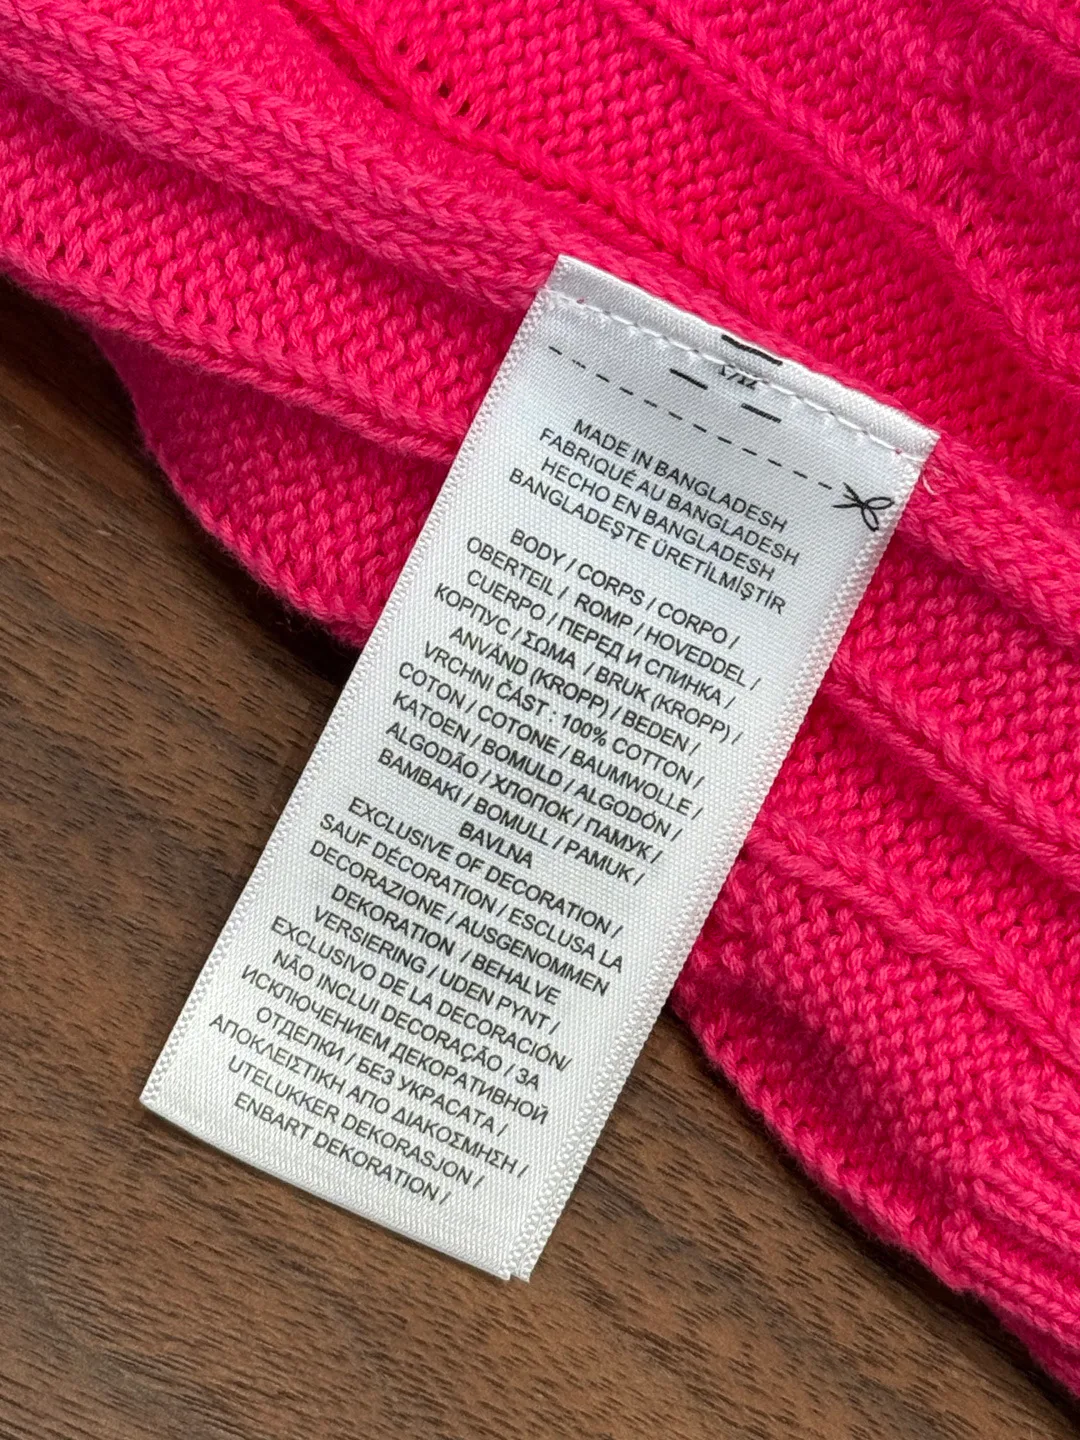 MADE IN BANGLADESH
FABRIQUÉ AU BANGLADESH
HECHO EN BANGLADESH
BANGLADEŞTE ÜRETİLMİŞTİR
BODY / CORPS / CORPO /
OBERTEIL / ROMP / HOVEDDEL /
CUERPO / ПЕРЕД И СПИНКА /
КОРПУС / ΣΩΜΑ / BRUK (KROPP) /
ANVÄND (KROPP) / BEDEN /
VRCHNI ČÁST : 100% COTTON /
COTON / COTONE / BAUMWOLLE /
KATOEN / BOMULD / ALGODÓN /
ALGODÃO / ХЛОПОК / ПАМУК /
BAMBAKI / BOMULL / PAMUK /
BAVLNA
EXCLUSIVE OF DECORATION /
SAUF DÉCORATION / ESCLUSA LA
DECORAZIONE / AUSGENOMMEN
DEKORATION / BEHALVE
VERSIERING / UDEN PYNT /
EXCLUSIVO DE LA DECORACIÓN/
NÃO INCLUI DECORAÇÃO / ЗА
ИСКЛЮЧЕНИЕМ ДЕКОРАТИВНОЙ
ОТДЕЛКИ / БЕЗ УКРАСАТА /
ΑΠΟΚΛΕΙΣΤΙΚΗ ΑΠΟ ΔΙΑΚΟΣΜΗΣΗ /
UTELUKKER DEKORASJON /
ENBART DEKORATION /